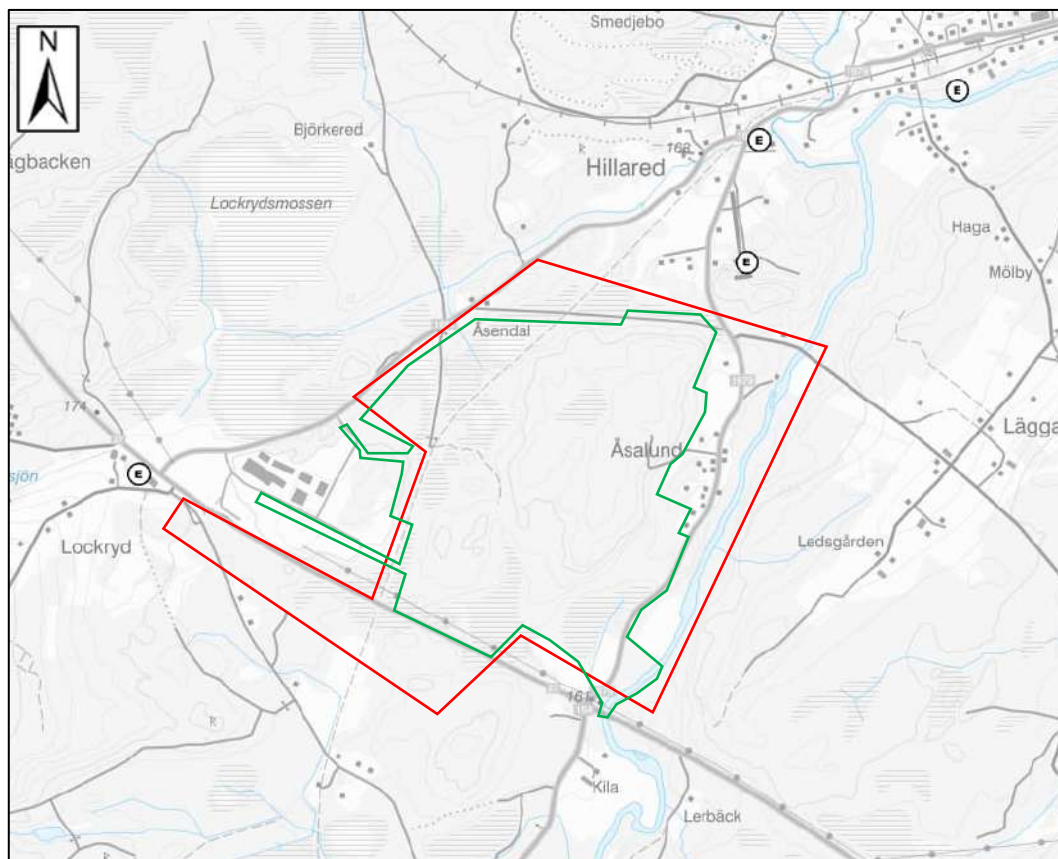 N
Smedjebo
E
Björkered
E
168
Hillared
agbacken
Lockrydsmossen
Haga
E
Mölby
Åsendal
174
Lägga
Åsalund
E
sjön
Lockryd
Ledsgården
161
Kila
Lerbäck